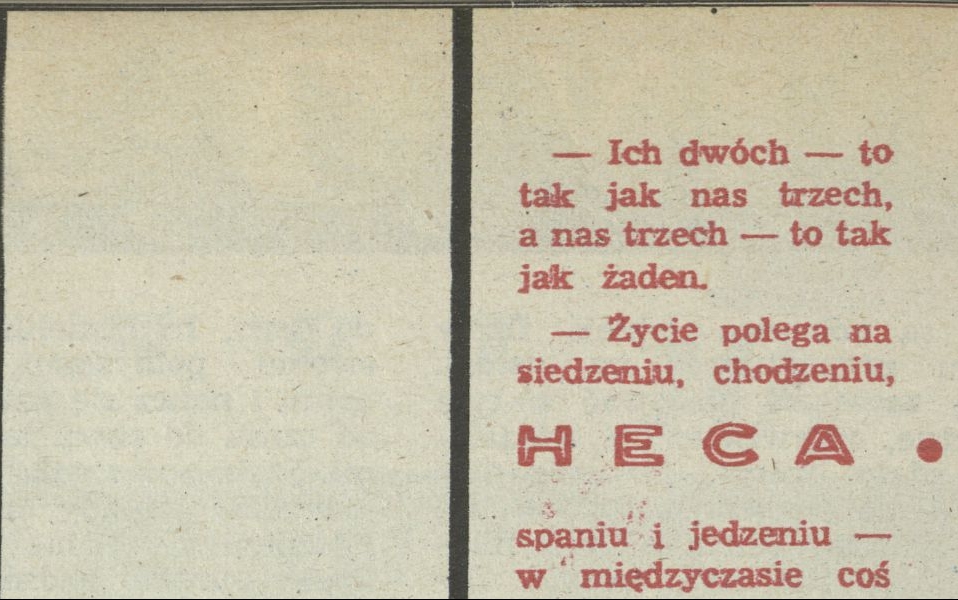 — Ich dwóch — to
tak jak nas trzech,
a nas trzech — to tak
jak żaden.
— Życie polega na
siedzeniu, chodzeniu,
HECA •
spaniu i jedzeniu —
w międzyczasie coś